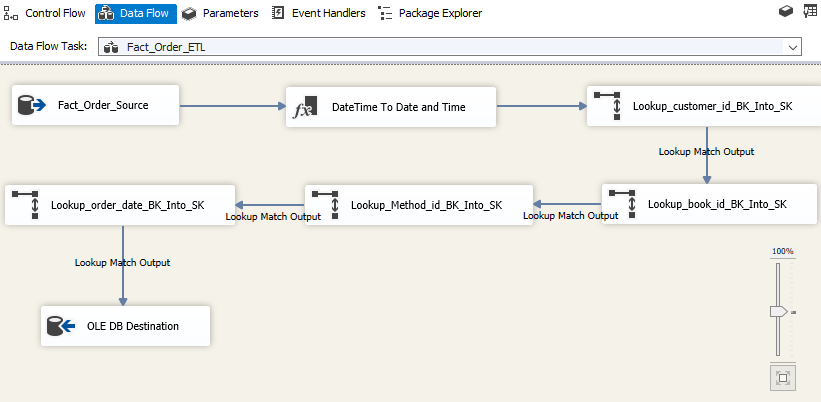 Control Flow
Data Flow
Parameters
Event Handlers
Package Explorer
Data Flow Task:
Fact_Order_ETL
Fact_Order_Source
fx
DateTime To Date and Time
Lookup_customer_id_BK_Into_SK
Lookup Match Output
Lookup_order_date_BK_Into_SK
Lookup Match Output
Lookup_Method_id_BK_Into_SK
Lookup Match Output
Lookup_book_id_BK_Into_SK
Lookup Match Output
OLE DB Destination
100%